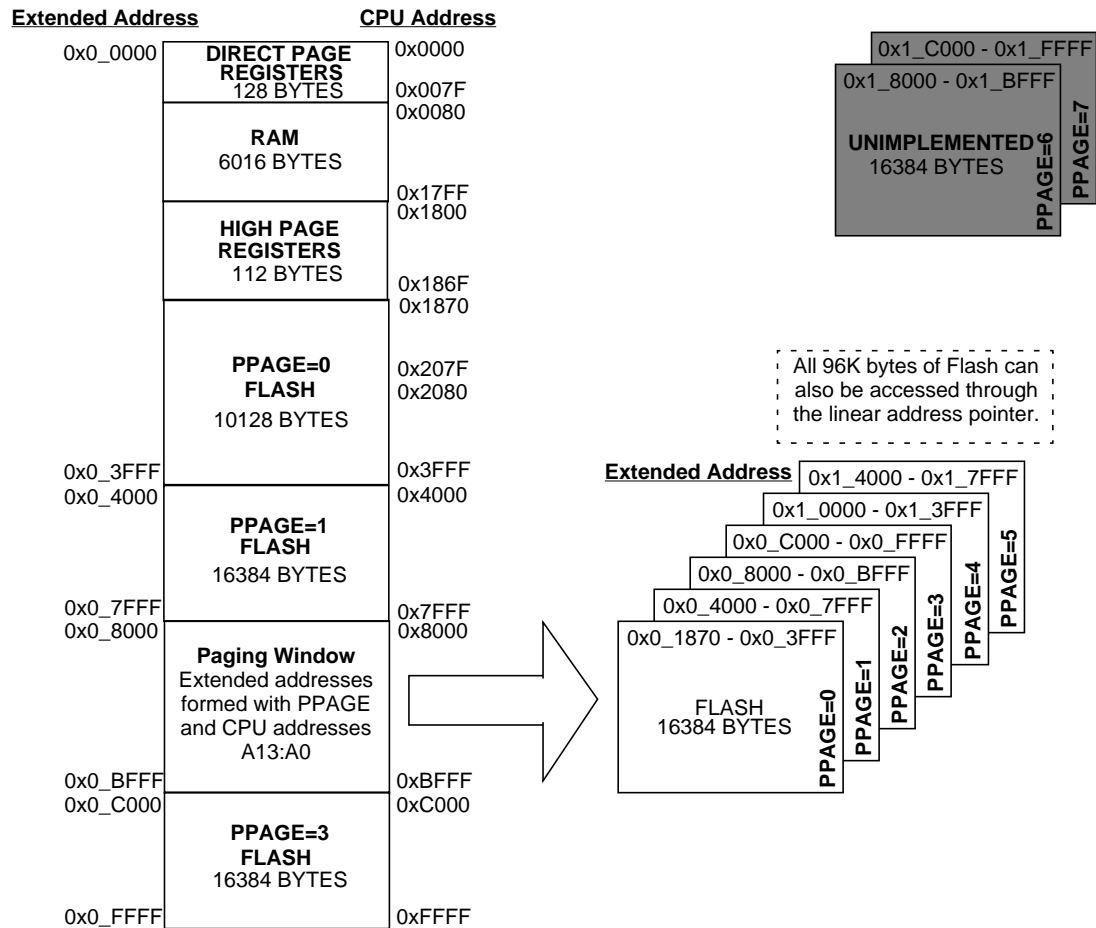 Extended Address
CPU Address
0x0_0000
DIRECT PAGE
REGISTERS
128 BYTES
0x0000
0x007F
0x0080
RAM
6016 BYTES
0x17FF
0x1800
HIGH PAGE
REGISTERS
112 BYTES
0x186F
0x1870
PPAGE=0
FLASH
10128 BYTES
0x207F
0x2080
0x0_3FFF
0x3FFF
0x0_4000
0x4000
PPAGE=1
FLASH
16384 BYTES
0x0_7FFF
0x7FFF
0x0_8000
0x8000
Paging Window
Extended addresses
formed with PPAGE
and CPU addresses
A13:A0
0x0_BFFF
0xBFFF
0x0_C000
0xC000
PPAGE=3
FLASH
16384 BYTES
0x0_FFFF
0xFFFF
0x1_C000 - 0x1_FFFF
0x1_8000 - 0x1_BFFF
UNIMPLEMENTED
16384 BYTES
PPAGE=6
PPAGE=7
All 96K bytes of Flash can
also be accessed through
the linear address pointer.
Extended Address
0x1_4000 - 0x1_7FFF
0x1_0000 - 0x1_3FFF
0x0_C000 - 0x0_FFFF
0x0_8000 - 0x0_BFFF
0x0_4000 - 0x0_7FFF
0x0_1870 - 0x0_3FFF
FLASH
16384 BYTES
PPAGE=0
PPAGE=1
PPAGE=2
PPAGE=3
PPAGE=4
PPAGE=5